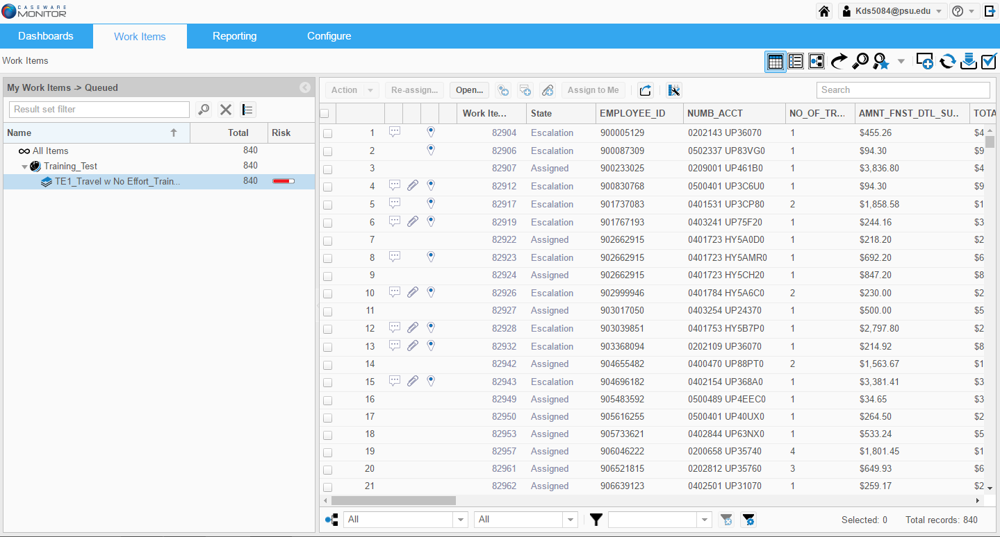 CASEWARE
MONITOR
Kds5084@psu.edu
Dashboards Work Items Reporting Configure
Work Items
My Work Items -> Queued
Result set filter
Name Total Risk
All Items 840
Training_Test 840
TE1_Travel w No Effort_Train... 840
Action Re-assign... Open... Assign to Me Search
Work Ite... State EMPLOYEE_ID NUMB_ACCT NO_OF_TR... AMNT_FNST_DTL_SU... TOTA
1 82904 Escalation 900005129 0202143 UP36070 1 $455.26 $4
2 82906 Escalation 900087309 0502337 UP83VG0 1 $94.30 $9
3 82907 Assigned 900233025 0209001 UP461B0 1 $3,836.80 $4
4 82912 Escalation 900830768 0500401 UP3C6U0 1 $94.30 $9
5 82917 Escalation 901737083 0401531 UP3CP80 2 $1,858.58 $1
6 82919 Escalation 901767193 0403241 UP75F20 1 $244.16 $3
7 82922 Assigned 902662915 0401723 HY5A0D0 1 $218.20 $2
8 82923 Escalation 902662915 0401723 HY5AMR0 1 $692.20 $6
9 82924 Assigned 902662915 0401723 HY5CH20 1 $847.20 $8
10 82926 Escalation 902999946 0401784 UP5A6C0 2 $230.00 $2
11 82927 Assigned 903017050 0403254 UP24370 1 $500.00 $5
12 82928 Escalation 903039851 0401753 HY5B7P0 1 $2,797.80 $2
13 82932 Escalation 903368094 0202109 UP36070 1 $214.92 $8
14 82942 Assigned 904655482 0400470 UP88PT0 2 $1,563.67 $1
15 82943 Escalation 904696182 0402154 UP368A0 1 $3,381.41 $3
16 82949 Assigned 905483592 0500489 UP4EEC0 1 $34.65 $3
17 82950 Assigned 905616255 0500401 UP40UX0 1 $264.50 $2
18 82953 Assigned 905733621 0402844 UP63NX0 1 $533.24 $5
19 82957 Assigned 906046222 0200658 UP35740 4 $1,801.45 $1
20 82961 Assigned 906521815 0202812 UP35760 3 $649.93 $6
21 82962 Assigned 906639123 0402501 UP31070 1 $259.17 $2
All All Selected: 0 Total records: 840